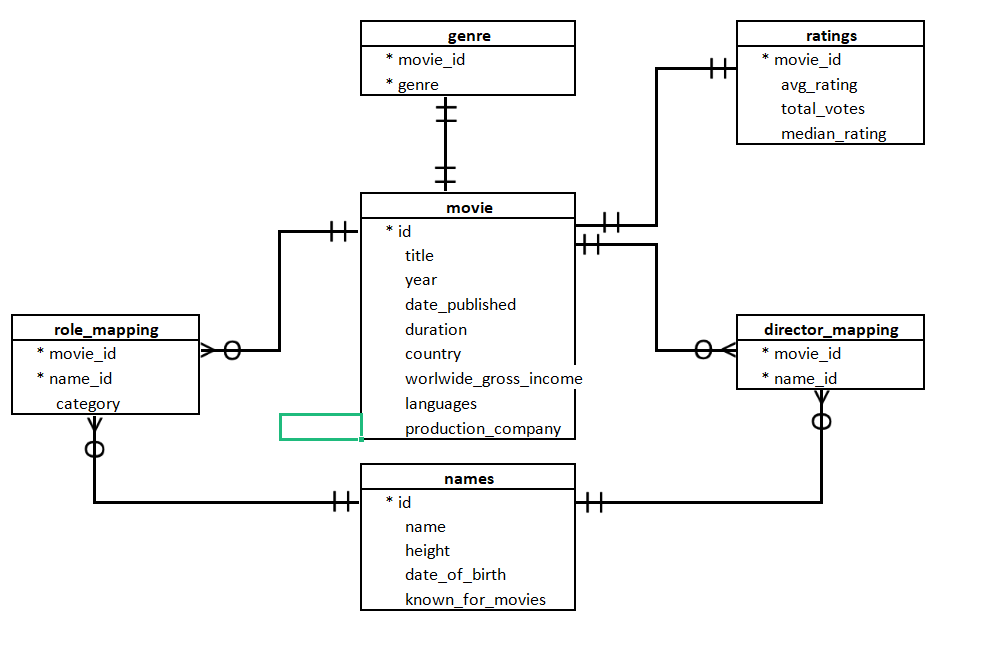 genre
* movie_id
* genre
ratings
* movie_id
avg_rating
total_votes
median_rating
movie
* id
title
year
date_published
duration
country
worlwide_gross_income
languages
production_company
role_mapping
* movie_id
* name_id
category
director_mapping
* movie_id
* name_id
names
* id
name
height
date_of_birth
known_for_movies